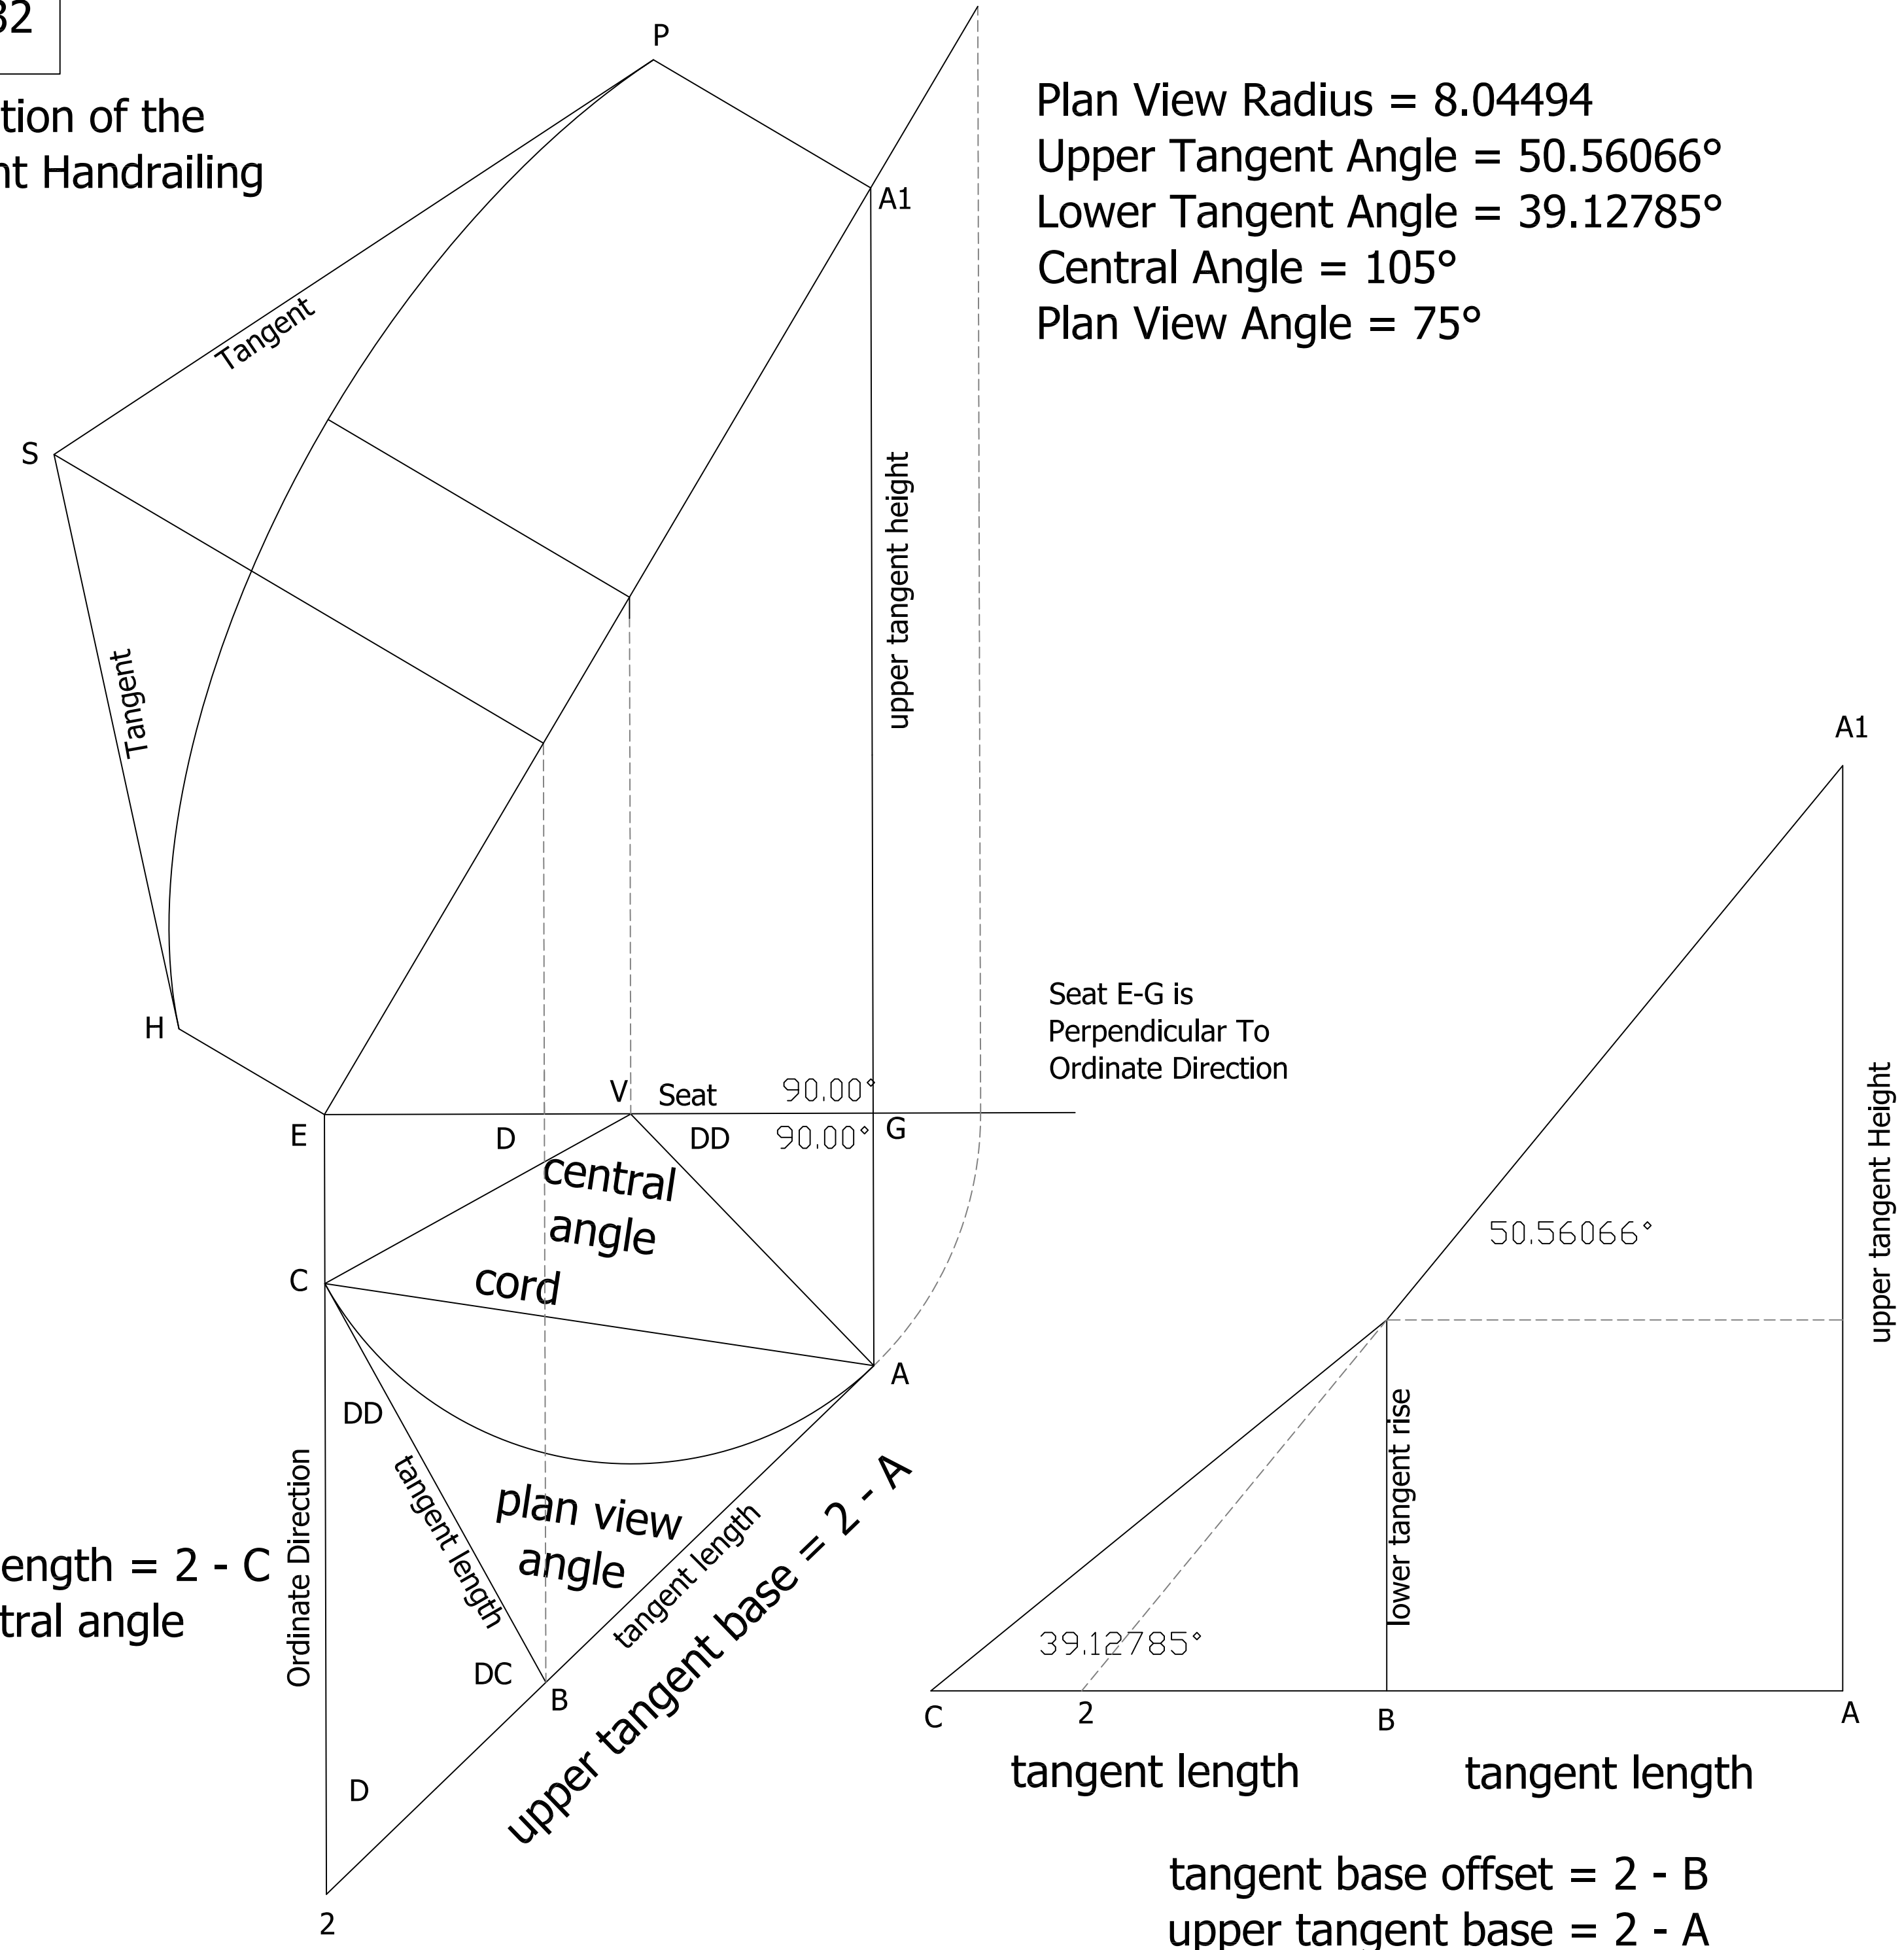 32
tion of the
nt Handrailing
P
A1
Plan View Radius = 8.04494
Upper Tangent Angle = 50.56066°
Lower Tangent Angle = 39.12785°
Central Angle = 105°
Plan View Angle = 75°
Tangent
S
upper tangent height
Tangent
H
A1
Seat E-G is
Perpendicular To
Ordinate Direction
V
Seat
90.00°
E
D
DD
90.00°
G
central
angle
cord
C
A
DD
tangent length
Ordinate Direction
plan view
angle
tangent length
upper tangent base = 2 - A
ength = 2 - C
tral angle
DC
B
D
2
50.56066°
upper tangent Height
lower tangent rise
39.12785°
C
2
B
A
tangent length
tangent length
tangent base offset = 2 - B
upper tangent base = 2 - A